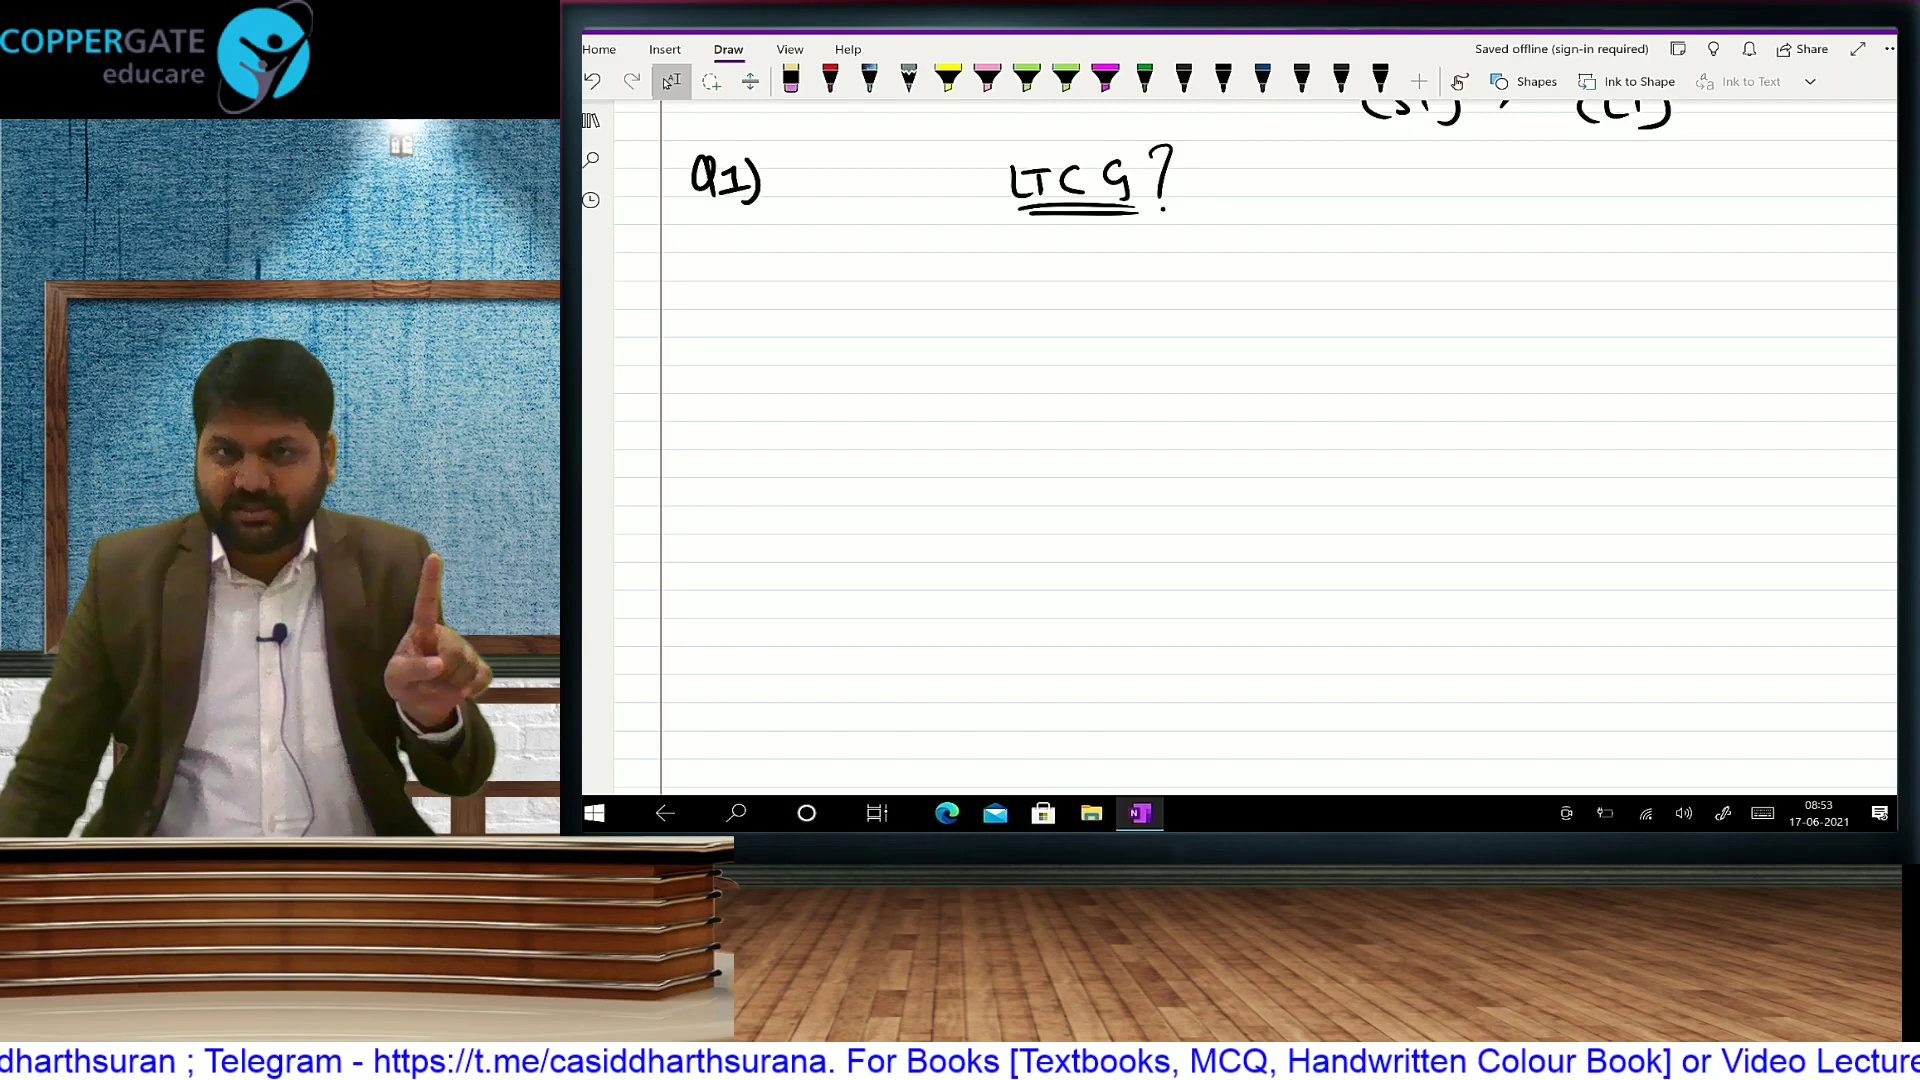 COPPERGATE
educare
Home Insert Draw View Help
Saved offline (sign-in required) Share
Shapes Ink to Shape Ink to Text
(ST) , (LT)
Q1) LTCG?
08:53
17-06-2021
dharthsuran ; Telegram - https://t.me/casiddharthsurana. For Books [Textbooks, MCQ, Handwritten Colour Book] or Video Lecture